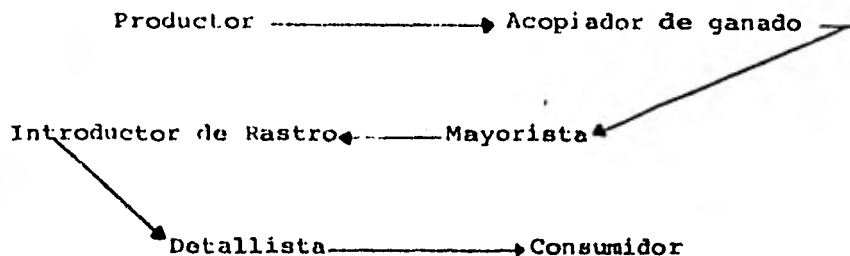 Productor Acopiador de ganado
Introductor de Rastro Mayorista
Detallista Consumidor